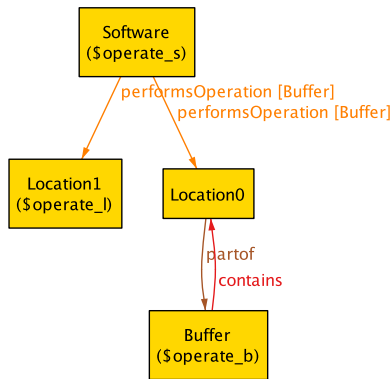 Software
($operate_s)
performsOperation [Buffer]
performsOperation [Buffer]
Location1
($operate_l)
Location0
partof
contains
Buffer
($operate_b)